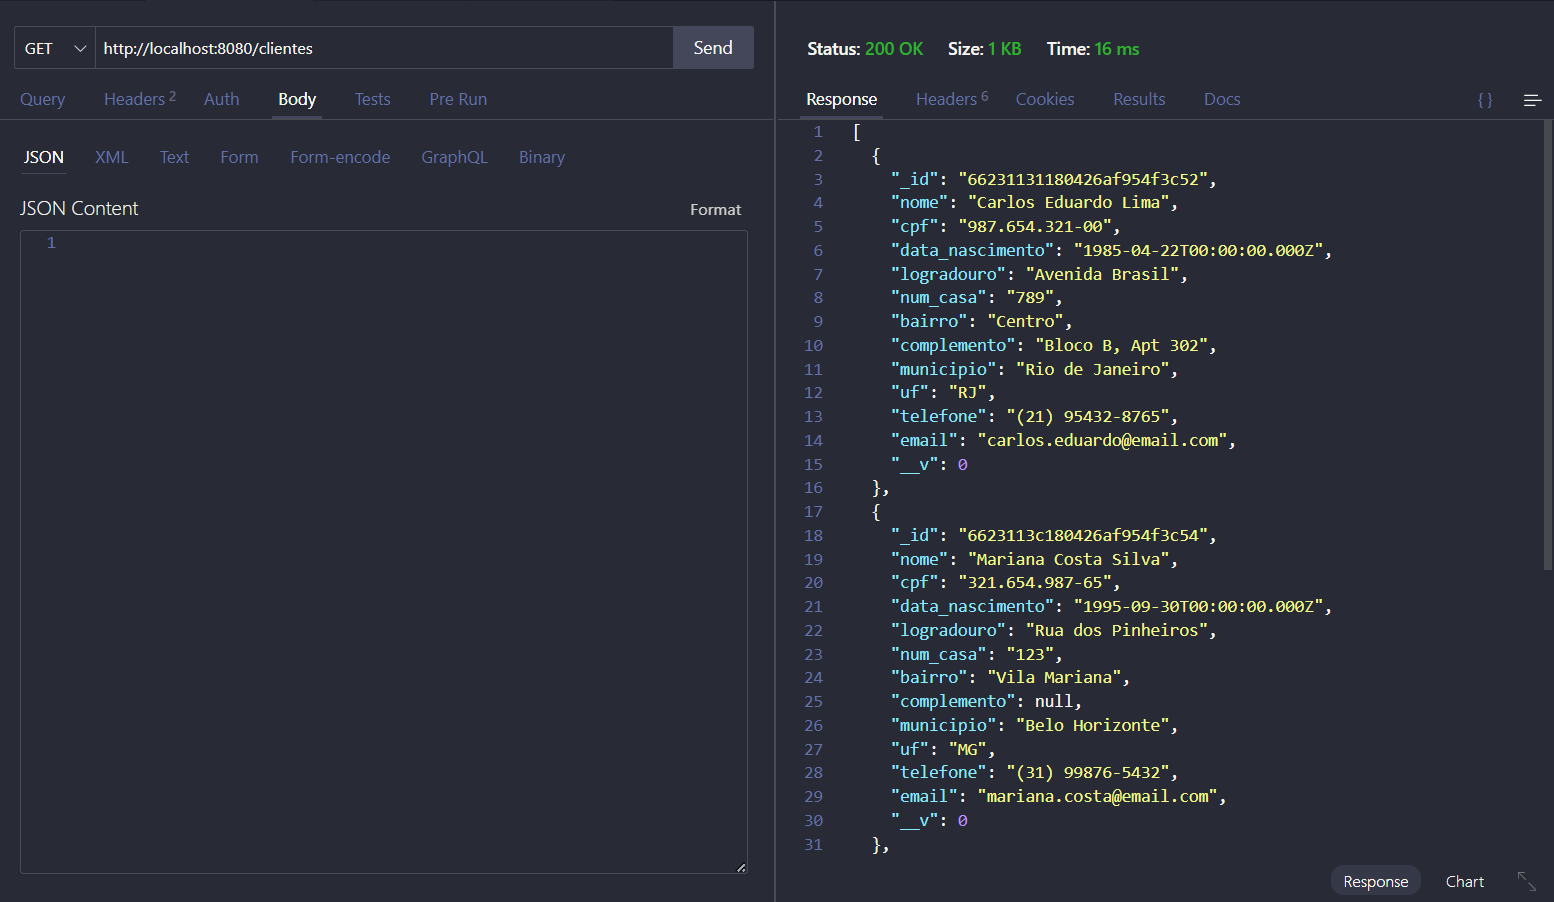 GET http://localhost:8080/clientes Send
Query Headers 2 Auth Body Tests Pre Run
JSON XML Text Form Form-encode GraphQL Binary
JSON Content Format
1
Status: 200 OK Size: 1 KB Time: 16 ms
Response Headers 6 Cookies Results Docs { }
1 [
2 {
3 "_id": "66231131180426af954f3c52",
4 "nome": "Carlos Eduardo Lima",
5 "cpf": "987.654.321-00",
6 "data_nascimento": "1985-04-22T00:00:00.000Z",
7 "logradouro": "Avenida Brasil",
8 "num_casa": "789",
9 "bairro": "Centro",
10 "complemento": "Bloco B, Apt 302",
11 "municipio": "Rio de Janeiro",
12 "uf": "RJ",
13 "telefone": "(21) 95432-8765",
14 "email": "carlos.eduardo@email.com",
15 "__v": 0
16 },
17 {
18 "_id": "6623113c180426af954f3c54",
19 "nome": "Mariana Costa Silva",
20 "cpf": "321.654.987-65",
21 "data_nascimento": "1995-09-30T00:00:00.000Z",
22 "logradouro": "Rua dos Pinheiros",
23 "num_casa": "123",
24 "bairro": "Vila Mariana",
25 "complemento": null,
26 "municipio": "Belo Horizonte",
27 "uf": "MG",
28 "telefone": "(31) 99876-5432",
29 "email": "mariana.costa@email.com",
30 "__v": 0
31 },
Response Chart